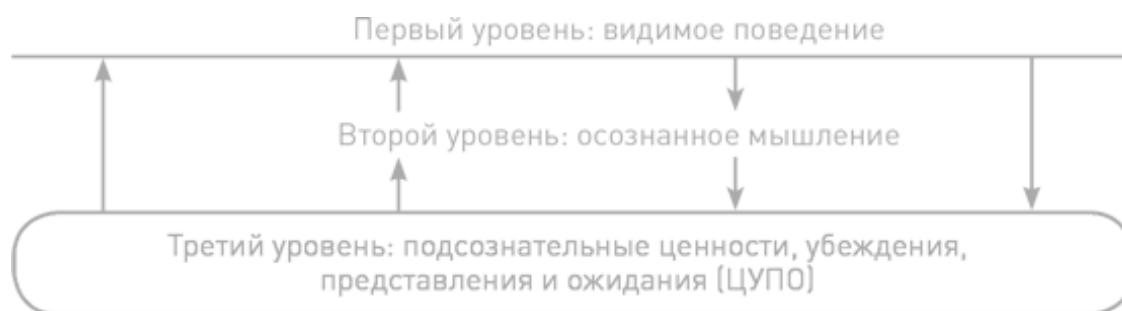 Первый уровень: видимое поведение
Второй уровень: осознанное мышление
Третий уровень: подсознательные ценности, убеждения,
представления и ожидания (ЦУПО)